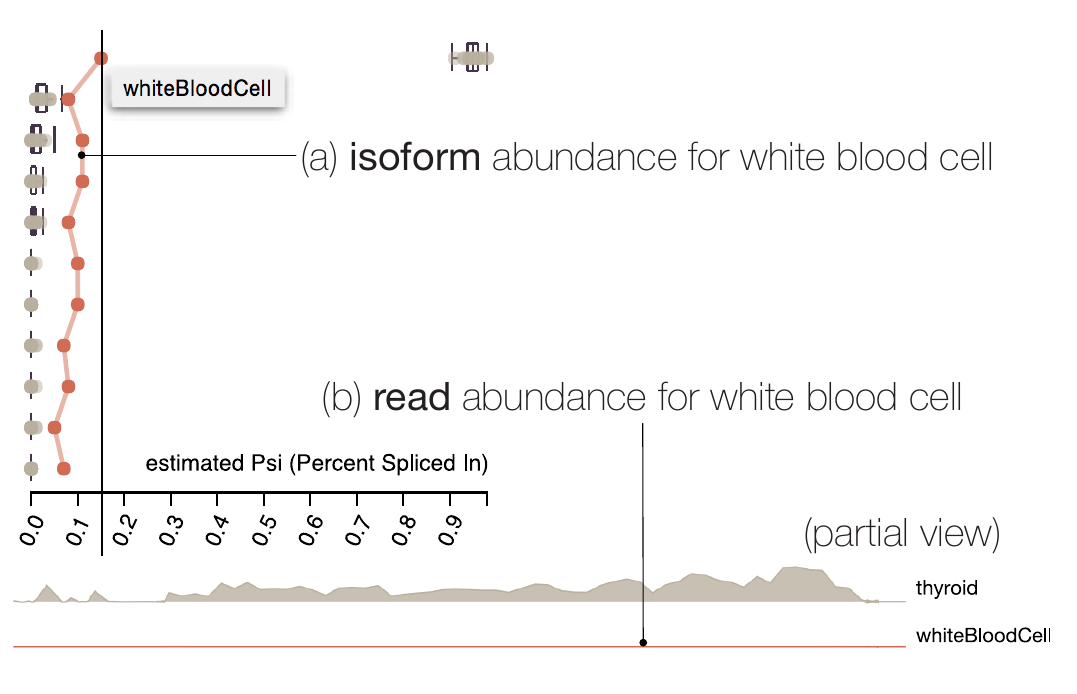 whiteBloodCell
(a) isoform abundance for white blood cell
(b) read abundance for white blood cell
estimated Psi (Percent Spliced In)
0.0 0.1 0.2 0.3 0.4 0.5 0.6 0.7 0.8 0.9
(partial view)
thyroid
whiteBloodCell